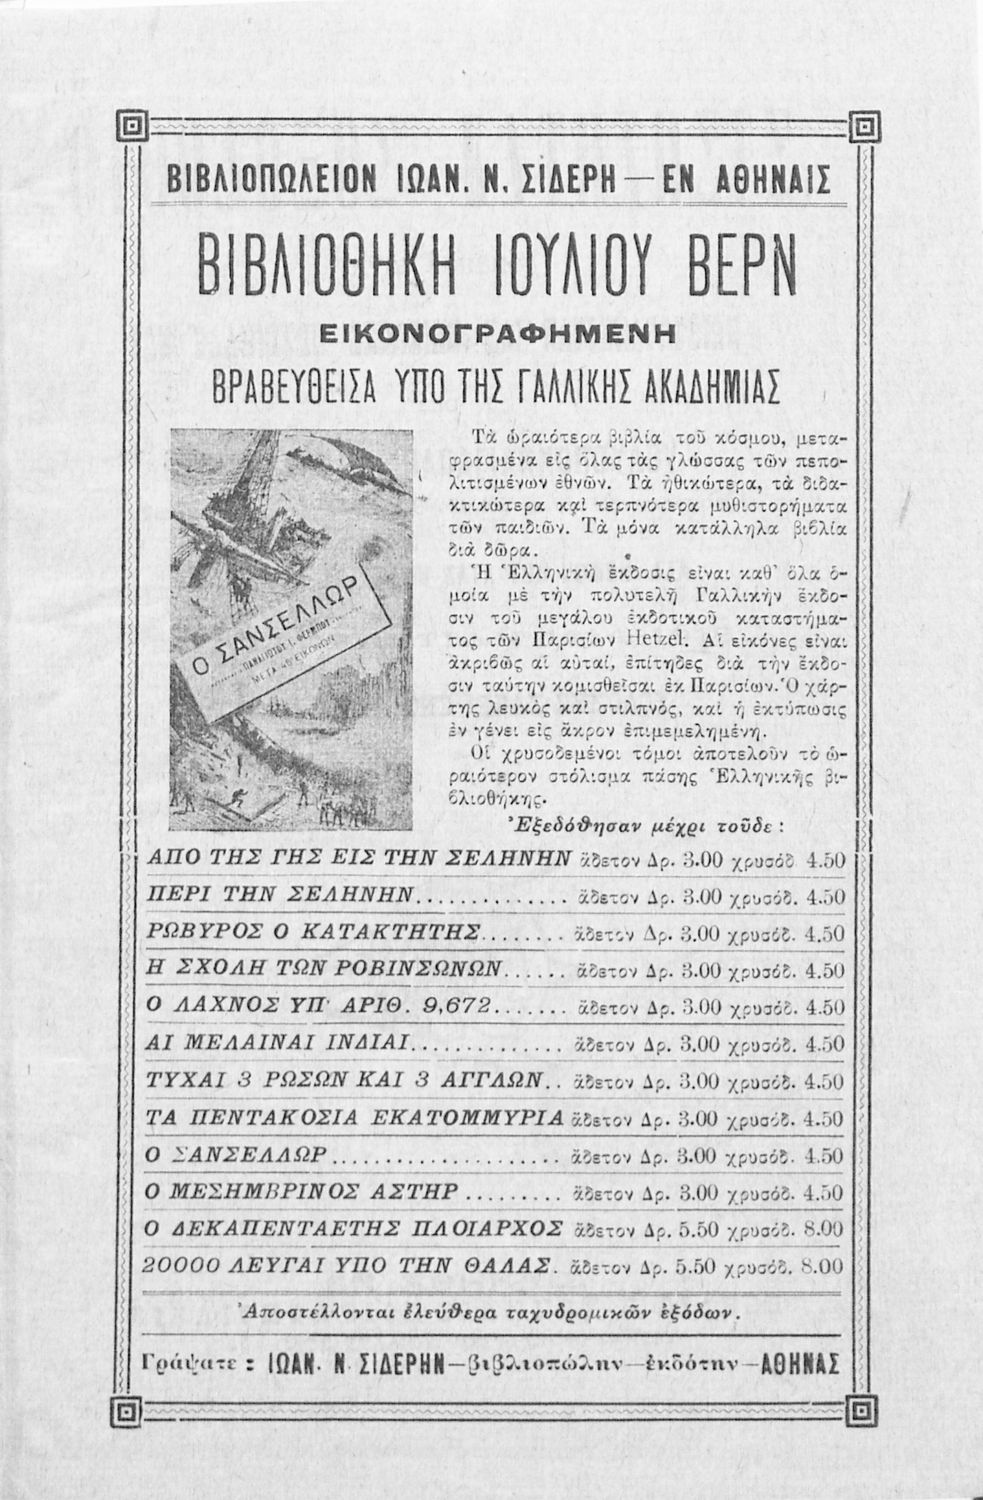 ΒΙΒΛΙΟΠΩΛΕΙΟΝ ΙΩΑΝ. Ν. ΣΙΔΕΡΗ — ΕΝ ΑΘΗΝΑΙΣ
ΒΙΒΛΙΟΘΗΚΗ ΙΟΥΛΙΟΥ ΒΕΡΝ
ΕΙΚΟΝΟΓΡΑΦΗΜΕΝΗ
ΒΡΑΒΕΥΘΕΙΣΑ ΥΠΟ ΤΗΣ ΓΑΛΛΙΚΗΣ ΑΚΑΔΗΜΙΑΣ
Ο ΣΑΝΣΕΛΛΩΡ
ΠΑΝΑΓΙΩΤΟΥ Ι. ΦΕΡΜΠΟΥ
ΜΕΤΑ 40 ΕΙΚΟΝΩΝ
Τὰ ὡραιότερα βιβλία τοῦ κόσμου, μετα-
φρασμένα εἰς ὅλας τὰς γλώσσας τῶν πεπο-
λιτισμένων ἐθνῶν. Τὰ ἠθικώτερα, τὰ διδα-
κτικώτερα καὶ τερπνότερα μυθιστορήματα
τῶν παιδιῶν. Τὰ μόνα κατάλληλα βιβλία
διὰ δῶρα.
Ἡ Ἑλληνικὴ ἔκδοσις εἶναι καθ' ὅλα ὁ-
μοία μὲ τὴν πολυτελῆ Γαλλικὴν ἔκδο-
σιν τοῦ μεγάλου ἐκδοτικοῦ καταστήμα-
τος τῶν Παρισίων Hetzel. Αἱ εἰκόνες εἶναι
ἀκριβῶς αἱ αὐταί, ἐπίτηδες διὰ τὴν ἔκδο-
σιν ταύτην κομισθεῖσαι ἐκ Παρισίων. Ὁ χάρ-
της λευκὸς καὶ στιλπνός, καὶ ἡ ἐκτύπωσις
ἐν γένει εἰς ἄκρον ἐπιμεμελημένη.
Οἱ χρυσοδεμένοι τόμοι ἀποτελοῦν τὸ ὡ-
ραιότερον στόλισμα πάσης Ἑλληνικῆς βι-
βλιοθήκης.
Ἐξεδόθησαν μέχρι τοῦδε :
ΑΠΟ ΤΗΣ ΓΗΣ ΕΙΣ ΤΗΝ ΣΕΛΗΝΗΝ ἄδετον Δρ. 3.00 χρυσόδ 4.50
ΠΕΡΙ ΤΗΝ ΣΕΛΗΝΗΝ.............. ἄδετον Δρ. 3.00 χρυσόδ. 4.50
ΡΩΒΥΡΟΣ Ο ΚΑΤΑΚΤΗΤΗΣ........ ἄδετον Δρ. 3.00 χρυσόδ. 4.50
Η ΣΧΟΛΗ ΤΩΝ ΡΟΒΙΝΣΩΝΩΝ...... ἄδετον Δρ. 3.00 χρυσόδ. 4.50
Ο ΛΑΧΝΟΣ ΥΠ' ΑΡΙΘ. 9,672....... ἄδετον Δρ. 3.00 χρυσόδ. 4.50
ΑΙ ΜΕΛΑΙΝΑΙ ΙΝΔΙΑΙ.............. ἄδετον Δρ. 3.00 χρυσόδ. 4.50
ΤΥΧΑΙ 3 ΡΩΣΩΝ ΚΑΙ 3 ΑΓΓΛΩΝ.. ἄδετον Δρ. 3.00 χρυσόδ. 4.50
ΤΑ ΠΕΝΤΑΚΟΣΙΑ ΕΚΑΤΟΜΜΥΡΙΑ ἄδετον Δρ. 3.00 χρυσόδ. 4.50
Ο ΣΑΝΣΕΛΛΩΡ..................... ἄδετον Δρ. 3.00 χρυσόδ. 4.50
Ο ΜΕΣΗΜΒΡΙΝΟΣ ΑΣΤΗΡ ......... ἄδετον Δρ. 3.00 χρυσόδ. 4.50
Ο ΔΕΚΑΠΕΝΤΑΕΤΗΣ ΠΛΟΙΑΡΧΟΣ ἄδετον Δρ. 5.50 χρυσόδ. 8.00
20000 ΛΕΥΓΑΙ ΥΠΟ ΤΗΝ ΘΑΛΑΣ. ἄδετον Δρ. 5.50 χρυσόδ. 8.00
Ἀποστέλλονται ἐλεύθερα ταχυδρομικῶν ἐξόδων.
Γράψατε : ΙΩΑΝ. Ν. ΣΙΔΕΡΗΝ—βιβλιοπώλην—ἐκδότην—ΑΘΗΝΑΣ